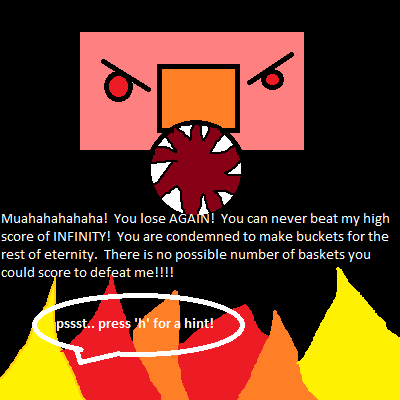 Muahahahahaha!  You lose AGAIN!  You can never beat my high
score of INFINITY!  You are condemned to make buckets for the
rest of eternity.  There is no possible number of baskets you
could score to defeat me!!!!
pssst.. press 'h' for a hint!